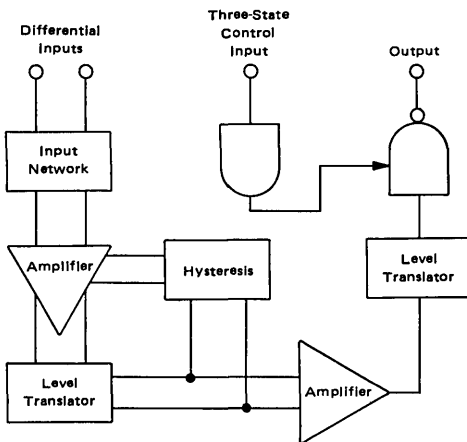 Differential
Inputs
Three-State
Control
Input
Output
Input
Network
Amplifier
Hysteresis
Level
Translator
Level
Translator
Amplifier